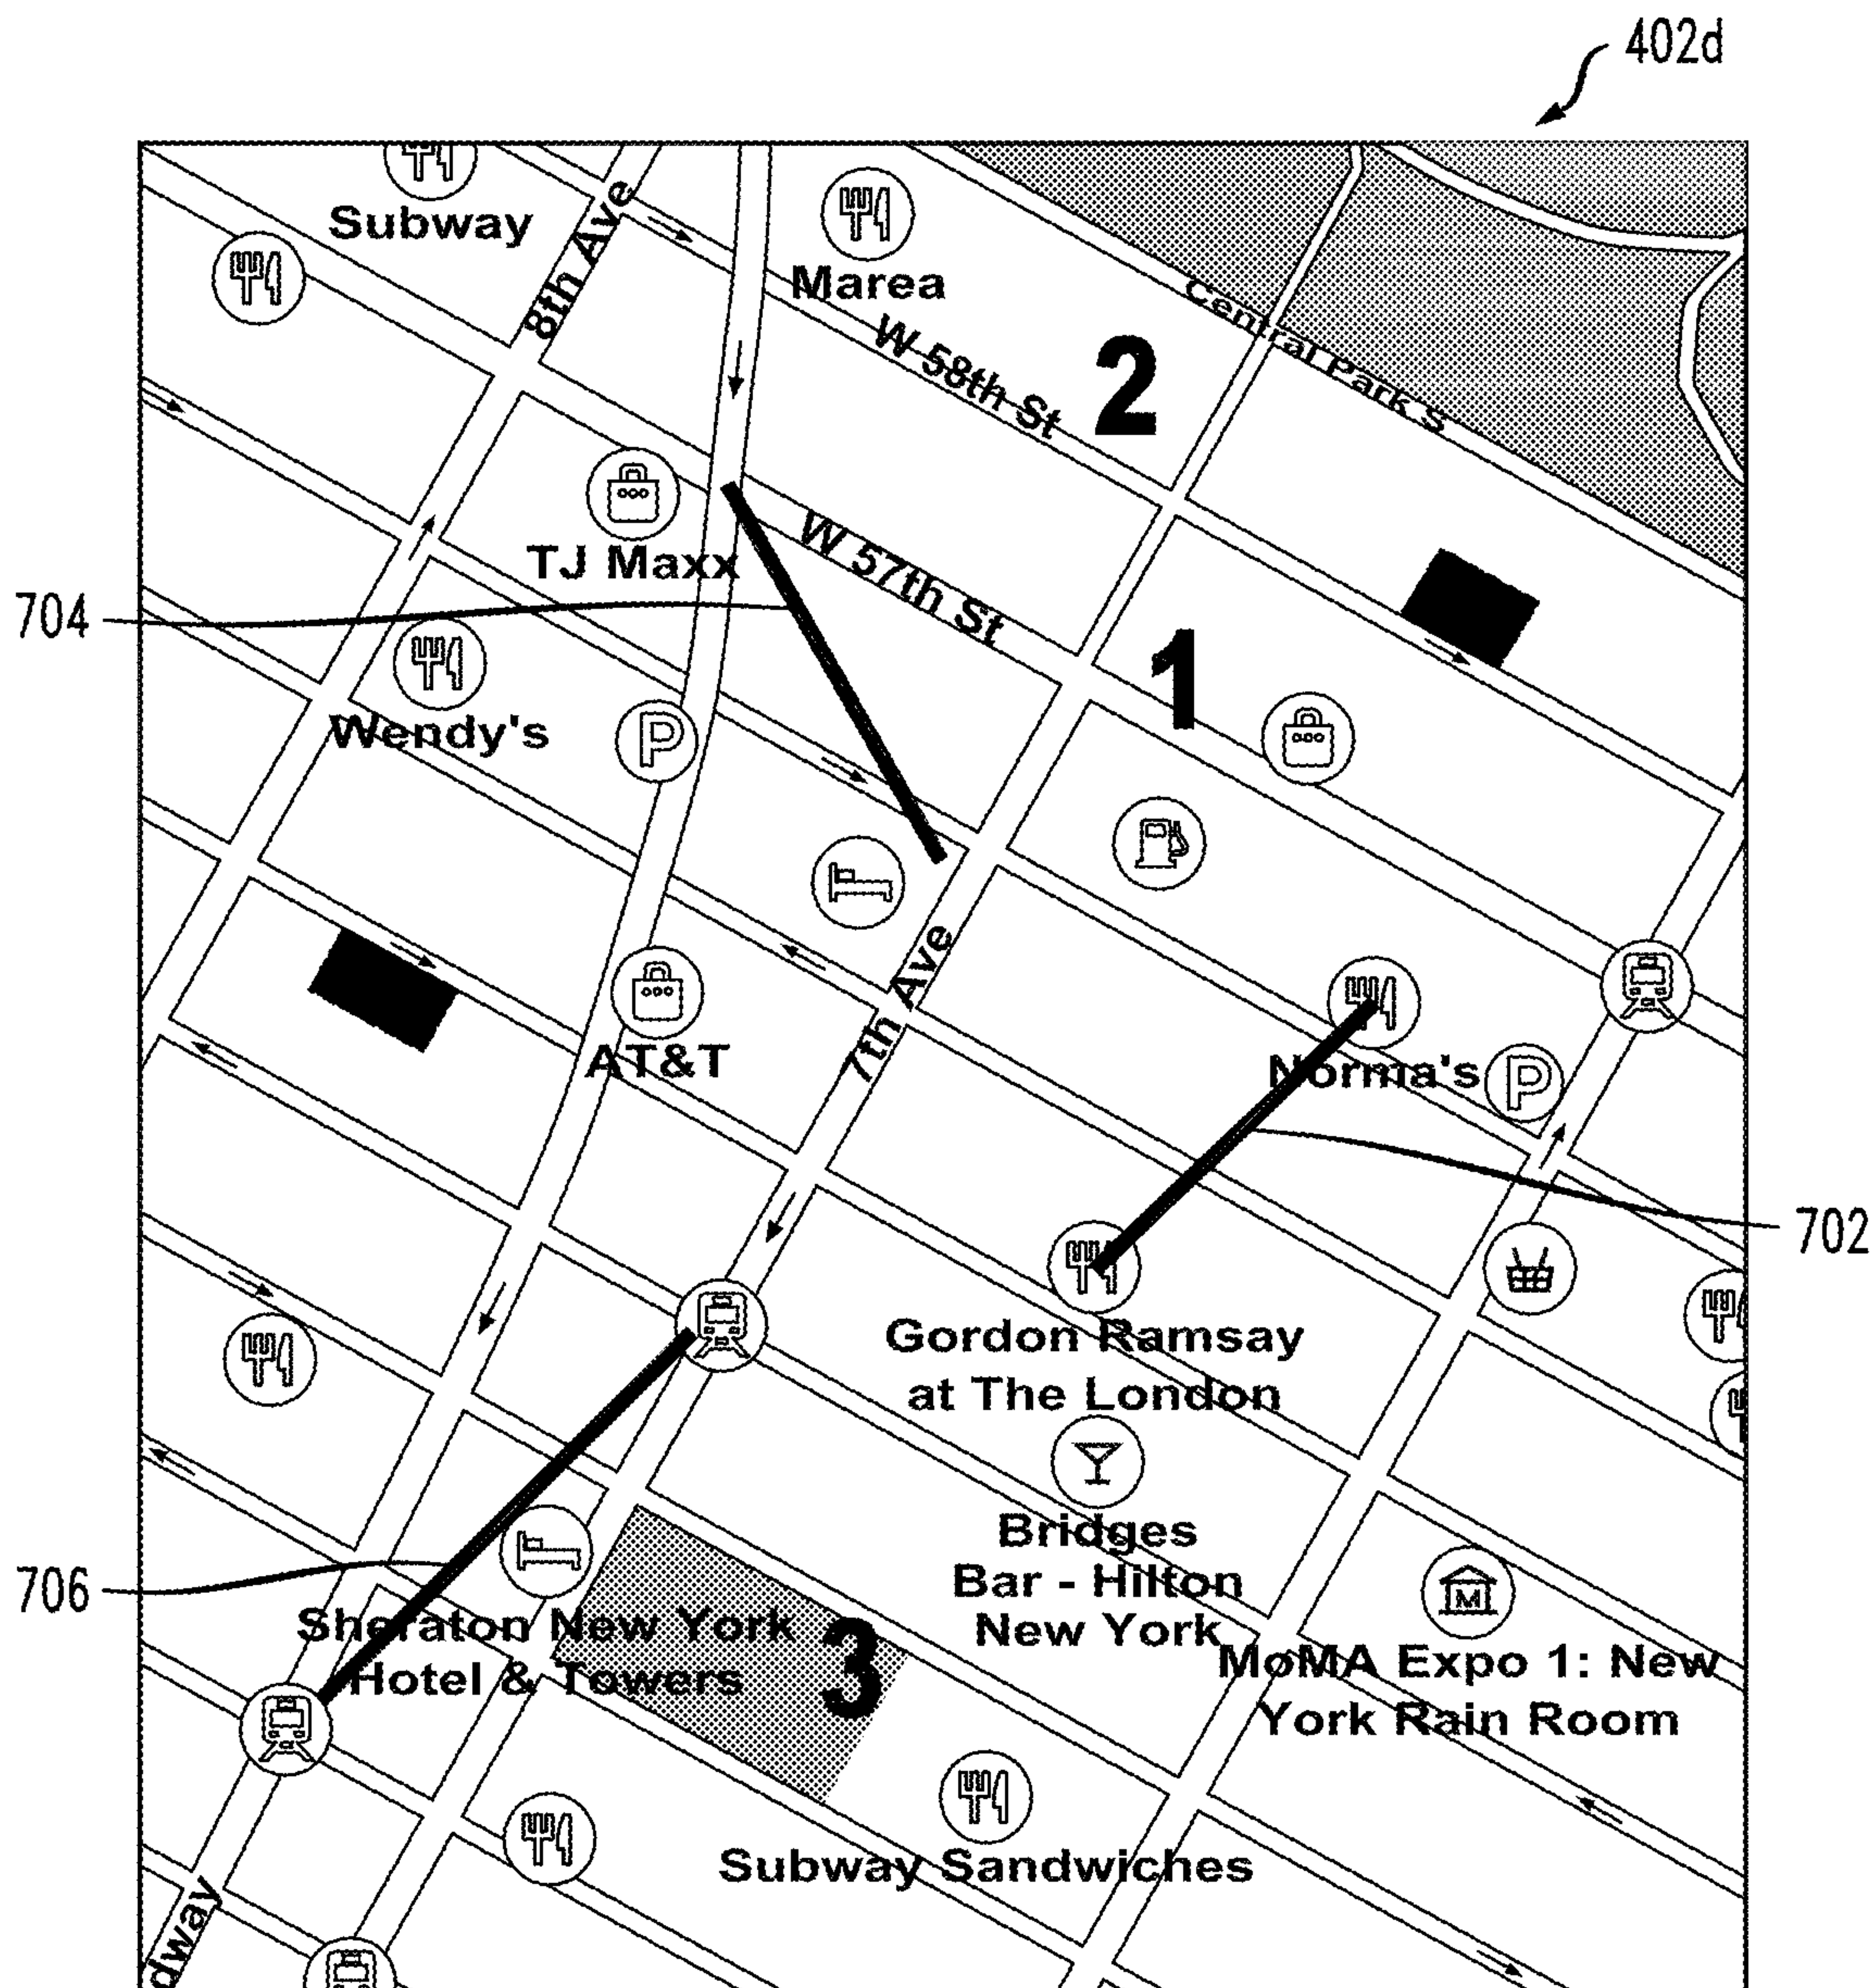 402d
Subway
8th Ave
Marea
Central Park S
W 58th St
2
TJ Maxx
W 57th St
704
1
Wendy's
P
7th Ave
AT&T
Norma's
P
702
Gordon Ramsay
at The London
Bridges
Bar - Hilton
New York
706
M
Sheraton New York
Hotel & Towers
3
MoMA Expo 1: New
York Rain Room
Subway Sandwiches
dway